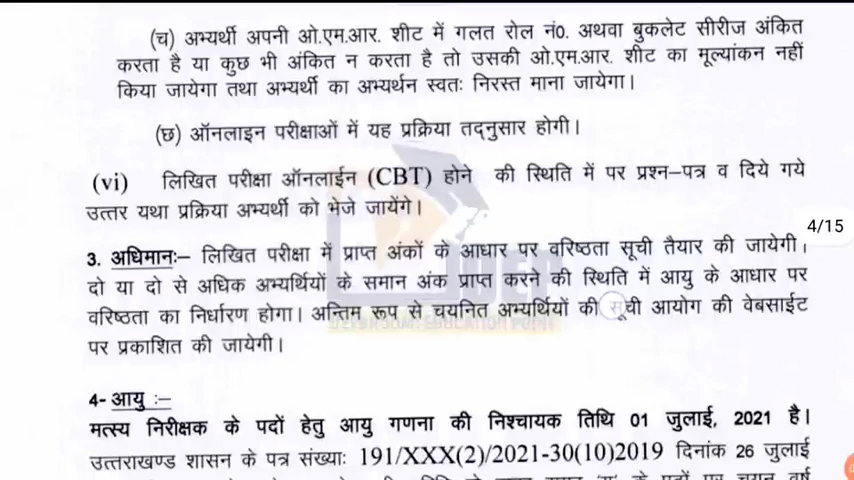 (च) अभ्यर्थी अपनी ओ.एम.आर. शीट में गलत रोल नं0. अथवा बुकलेट सीरीज अंकित
करता है या कुछ भी अंकित न करता है तो उसकी ओ.एम.आर. शीट का मूल्यांकन नहीं
किया जायेगा तथा अभ्यर्थी का अभ्यर्थन स्वतः निरस्त माना जायेगा।
(छ) ऑनलाइन परीक्षाओं में यह प्रक्रिया तद्नुसार होगी।
(vi) लिखित परीक्षा ऑनलाईन (CBT) होने की स्थिति में पर प्रश्न–पत्र व दिये गये
उत्तर यथा प्रक्रिया अभ्यर्थी को भेजे जायेंगे।
4/15
3. अधिमानः– लिखित परीक्षा में प्राप्त अंकों के आधार पर वरिष्ठता सूची तैयार की जायेगी।
दो या दो से अधिक अभ्यर्थियों के समान अंक प्राप्त करने की स्थिति में आयु के आधार पर
वरिष्ठता का निर्धारण होगा। अन्तिम रूप से चयनित अभ्यर्थियों की सूची आयोग की वेबसाईट
पर प्रकाशित की जायेगी।
4- आयु :–
मत्स्य निरीक्षक के पदों हेतु आयु गणना की निश्चायक तिथि 01 जुलाई, 2021 है।
उत्तराखण्ड शासन के पत्र संख्याः 191/XXX(2)/2021-30(10)2019 दिनांक 26 जुलाई